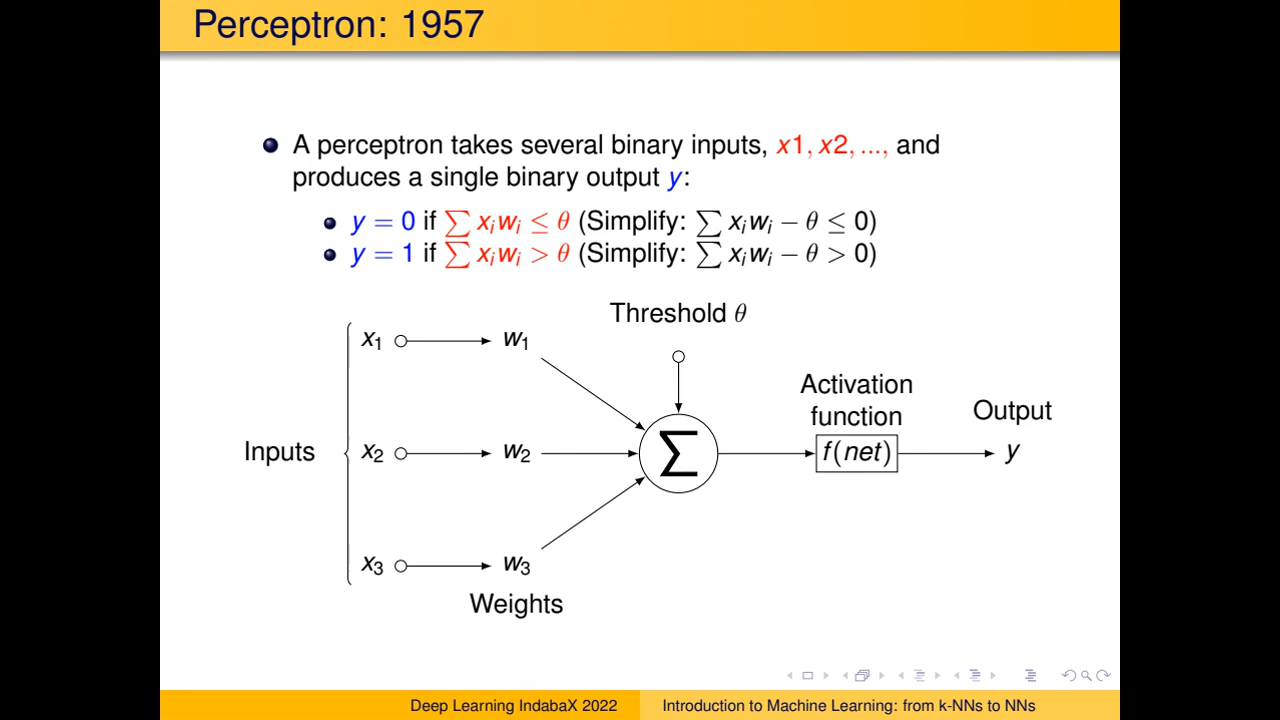 Perceptron: 1957
A perceptron takes several binary inputs, x1, x2, ..., and
produces a single binary output y:
y = 0 if ∑ xᵢwᵢ ≤ θ (Simplify: ∑ xᵢwᵢ − θ ≤ 0)
y = 1 if ∑ xᵢwᵢ > θ (Simplify: ∑ xᵢwᵢ − θ > 0)
Threshold θ
x₁ w₁
Activation
function
Output
Inputs x₂ w₂ ∑ f(net) y
x₃ w₃
Weights
Deep Learning IndabaX 2022 Introduction to Machine Learning: from k-NNs to NNs